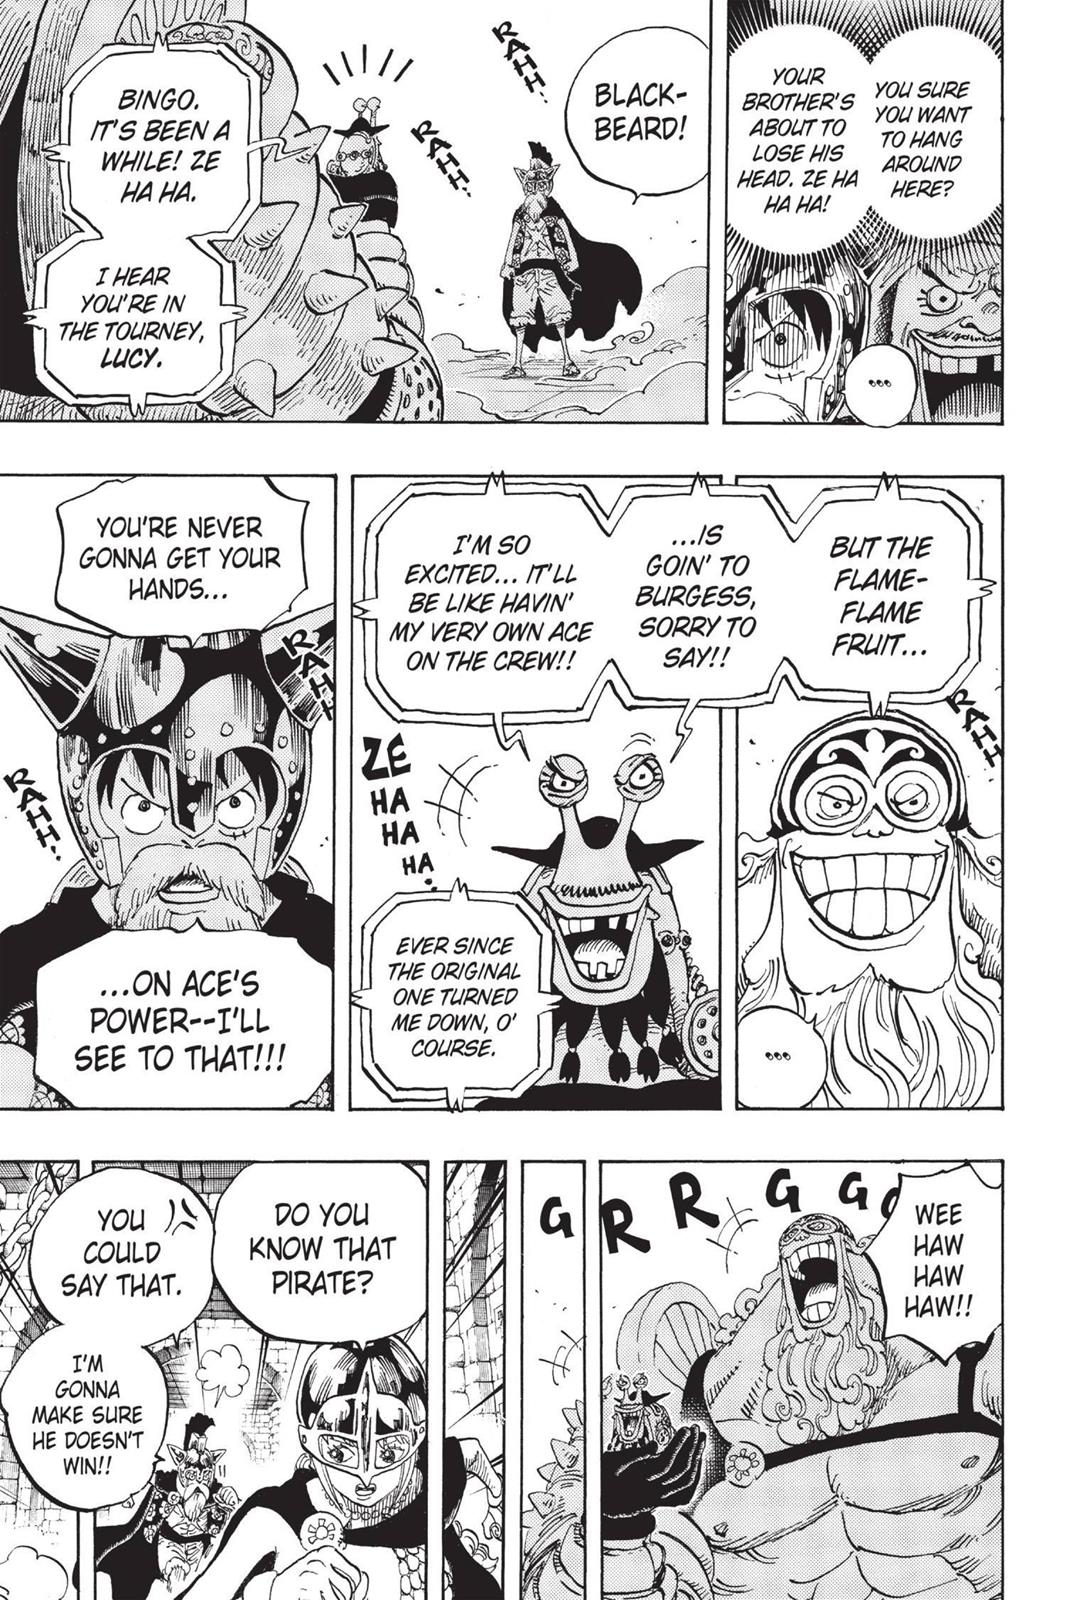 YOU SURE
YOU WANT
TO HANG
AROUND
HERE?
YOUR
BROTHER'S
ABOUT TO
LOSE HIS
HEAD. ZE HA
HA HA!
...
BLACK-
BEARD!
RAHH!
RAHH!
BINGO.
IT'S BEEN A
WHILE! ZE
HA HA.
I HEAR
YOU'RE IN
THE TOURNEY,
LUCY.
BUT THE
FLAME-
FLAME
FRUIT...
RAHH
...
...IS
GOIN' TO
BURGESS,
SORRY TO
SAY!!
I'M SO
EXCITED... IT'LL
BE LIKE HAVIN'
MY VERY OWN ACE
ON THE CREW!!
ZE
HA
HA
HA.
EVER SINCE
THE ORIGINAL
ONE TURNED
ME DOWN, O'
COURSE.
YOU'RE NEVER
GONNA GET YOUR
HANDS...
RAHH
RAHH!
...ON ACE'S
POWER--I'LL
SEE TO THAT!!!
WEE
HAW
HAW
HAW!!
G R R G G
DO YOU
KNOW THAT
PIRATE?
YOU
COULD
SAY THAT.
I'M
GONNA
MAKE SURE
HE DOESN'T
WIN!!